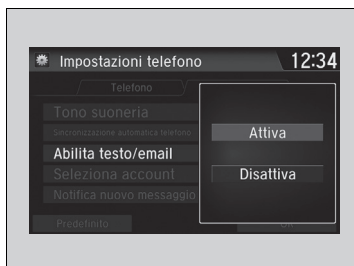 Impostazioni telefono
12:34
Telefono
Tono suoneria
Sincronizzazione automatica telefono
Abilita testo/email
Seleziona account
Notifica nuovo messaggio
Attiva
Disattiva
Predefinito
OK